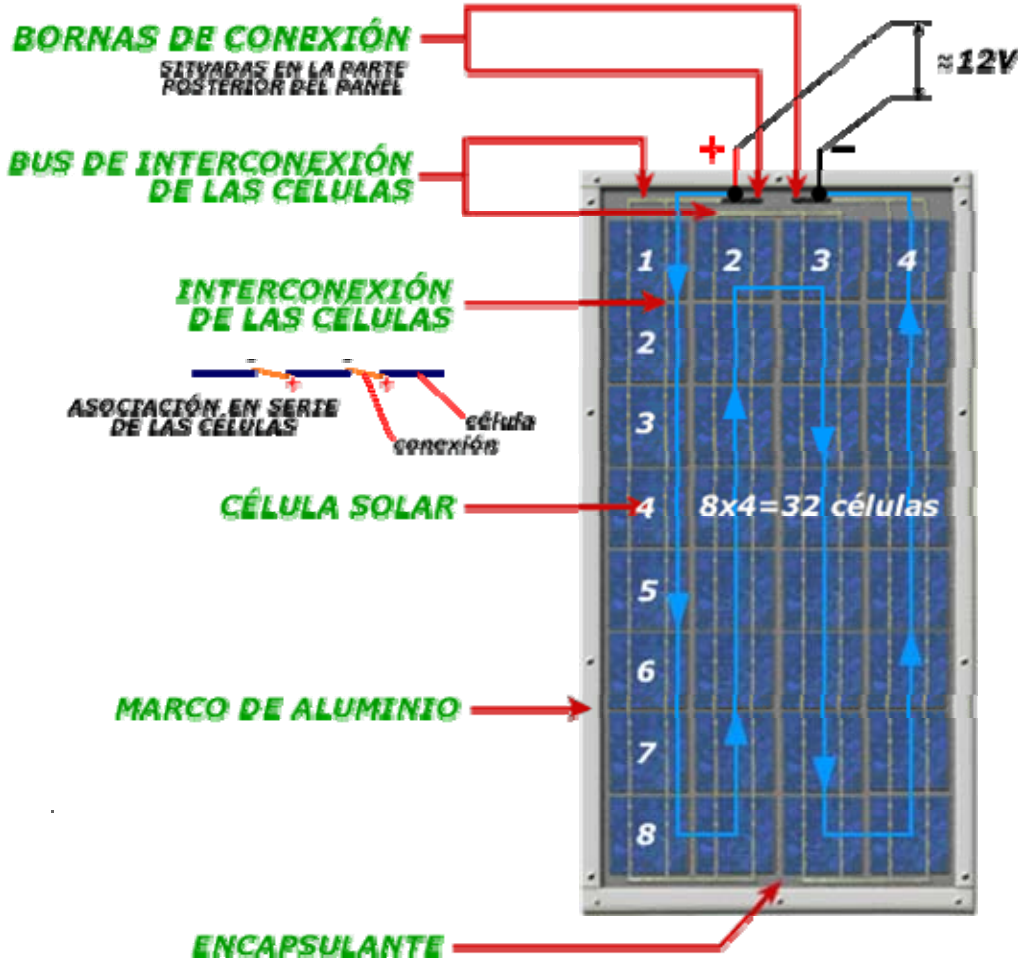 BORNAS DE CONEXIÓN
SITUADAS EN LA PARTE
POSTERIOR DEL PANEL
≈12V
+ -
BUS DE INTERCONEXIÓN
DE LAS CÉLULAS
1 2 3 4
INTERCONEXIÓN
DE LAS CÉLULAS
2
- -
+ +
ASOCIACIÓN EN SERIE
DE LAS CÉLULAS
célula
conexión
3
CÉLULA SOLAR
4
8x4=32 células
5
6
MARCO DE ALUMINIO
7
8
ENCAPSULANTE